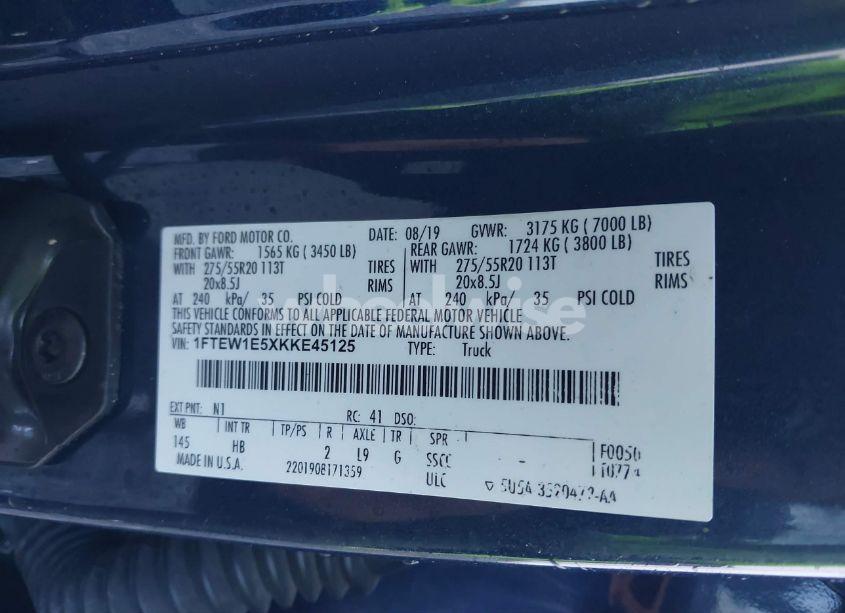 MFD. BY FORD MOTOR CO. DATE: 08/19 GVWR: 3175 KG ( 7000 LB)
FRONT GAWR: 1565 KG ( 3450 LB) REAR GAWR: 1724 KG ( 3800 LB)
WITH 275/55R20 113T TIRES WITH 275/55R20 113T TIRES
20x8.5J RIMS 20x8.5J RIMS
AT 240 kPa/ 35 PSI COLD AT 240 kPa/ 35 PSI COLD
THIS VEHICLE CONFORMS TO ALL APPLICABLE FEDERAL MOTOR VEHICLE
SAFETY STANDARDS IN EFFECT ON THE DATE OF MANUFACTURE SHOWN ABOVE.
VIN: 1FTEW1E5XKKE45125 TYPE: Truck
EXT PNT: N1 RC: 41 DSO:
WB INT TR TP/PS R AXLE TR SPR
145 HB 2 L9 G SSCC - F0050
MADE IN U.S.A. 2201908171359 ULC